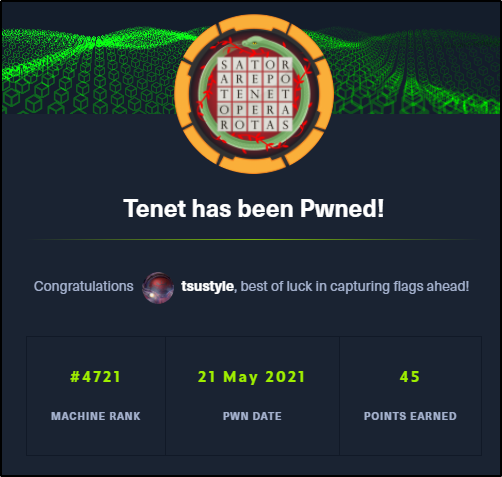 SATOR
AREPO
TENET
OPERA
ROTAS
Tenet has been Pwned!
Congratulations tsustyle, best of luck in capturing flags ahead!
#4721 21 May 2021 45
MACHINE RANK PWN DATE POINTS EARNED